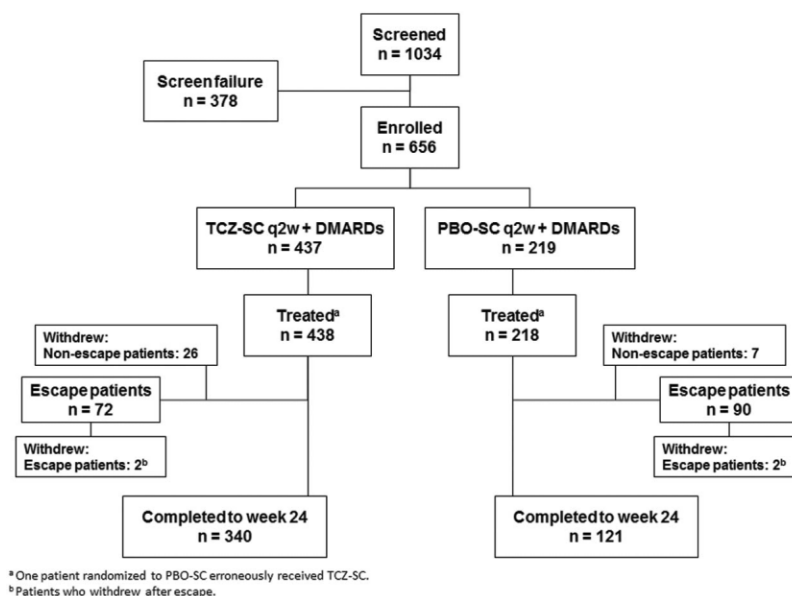 Screened
n = 1034
Screen failure
n = 378
Enrolled
n = 656
TCZ-SC q2w + DMARDs
n = 437
PBO-SC q2w + DMARDs
n = 219
Treatedᵃ
n = 438
Treatedᵃ
n = 218
Withdrew:
Non-escape patients: 26
Withdrew:
Non-escape patients: 7
Escape patients
n = 72
Escape patients
n = 90
Withdrew:
Escape patients: 2ᵇ
Withdrew:
Escape patients: 2ᵇ
Completed to week 24
n = 340
Completed to week 24
n = 121
ᵃ One patient randomized to PBO-SC erroneously received TCZ-SC.
ᵇ Patients who withdrew after escape.